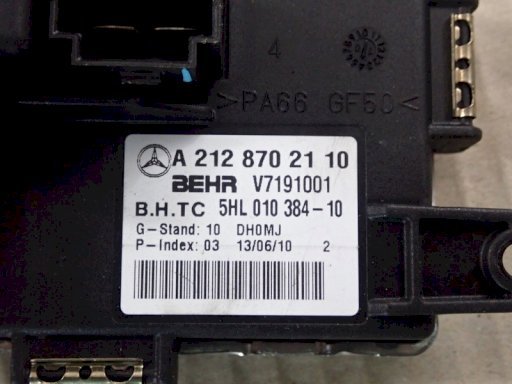 4
>PA66 GF50<
A 212 870 21 10
BEHR V7191001
B.H.TC 5HL 010 384-10
G-Stand: 10 DH0MJ
P-Index: 03 13/06/10 2